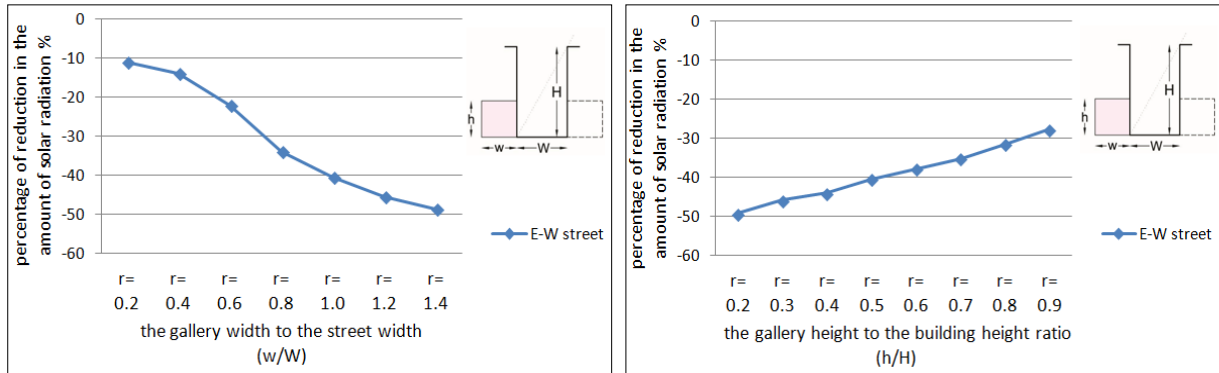 percentage of reduction in the
amount of solar radiation %
0
-10
-20
-30
-40
-50
-60
r= r= r= r= r= r= r=
0.2 0.4 0.6 0.8 1.0 1.2 1.4
the gallery width to the street width
(w/W)
H
h
w W
E-W street
percentage of reduction in the
amount of solar radiation %
0
-10
-20
-30
-40
-50
-60
r= r= r= r= r= r= r= r=
0.2 0.3 0.4 0.5 0.6 0.7 0.8 0.9
the gallery height to the building height ratio
(h/H)
H
h
w W
E-W street